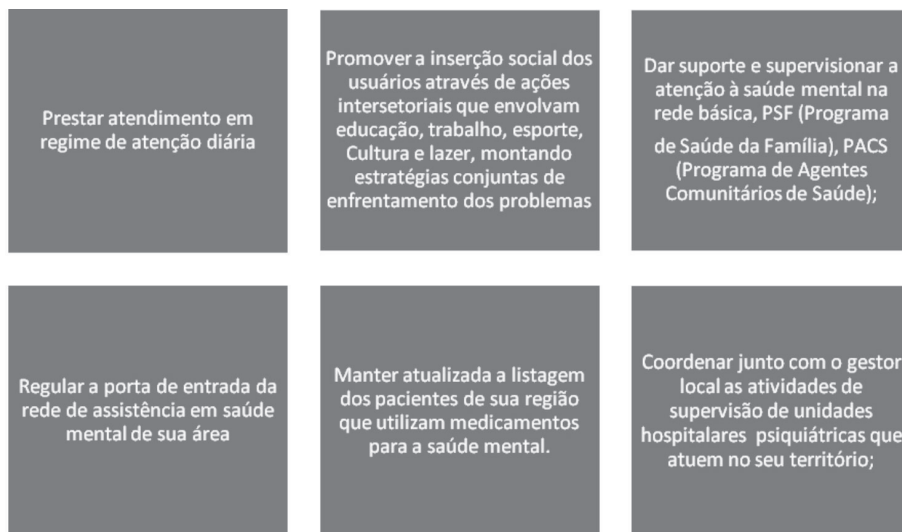 Prestar atendimento em
regime de atenção diária
Promover a inserção social dos
usuários através de ações
intersetoriais que envolvam
educação, trabalho, esporte,
Cultura e lazer, montando
estratégias conjuntas de
enfrentamento dos problemas
Dar suporte e supervisionar a
atenção à saúde mental na
rede básica, PSF (Programa
de Saúde da Família), PACS
(Programa de Agentes
Comunitários de Saúde);
Regular a porta de entrada da
rede de assistência em saúde
mental de sua área
Manter atualizada a listagem
dos pacientes de sua região
que utilizam medicamentos
para a saúde mental.
Coordenar junto com o gestor
local as atividades de
supervisão de unidades
hospitalares psiquiátricas que
atuem no seu território;